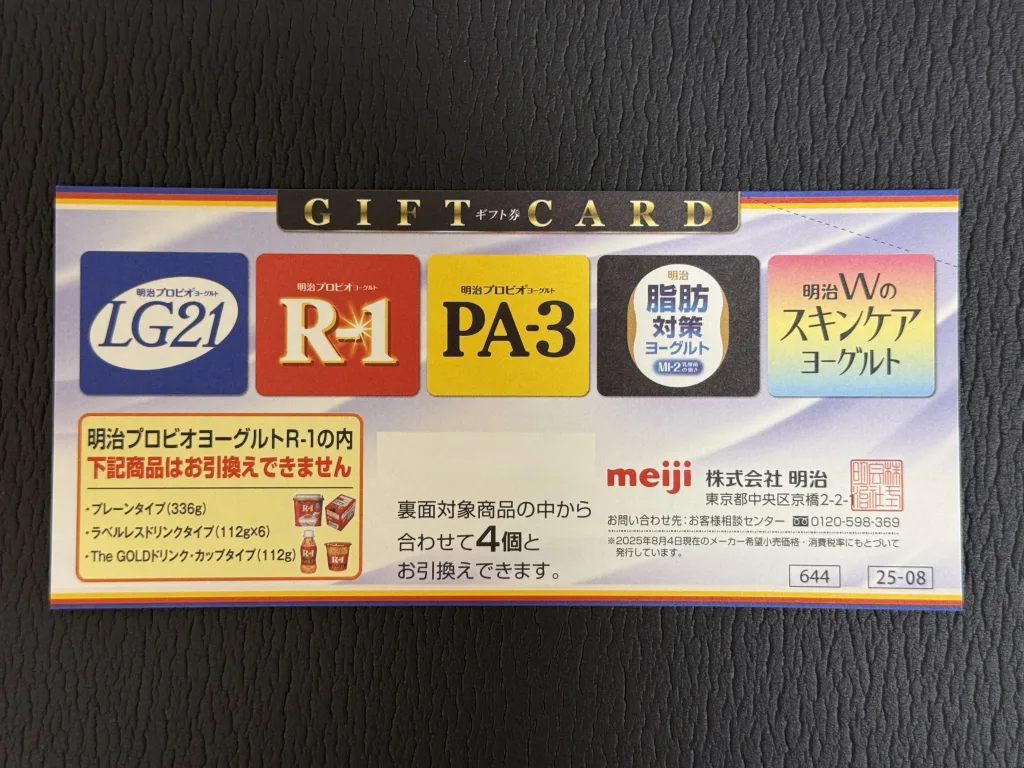 GIFT ギフト券 CARD
明治プロビオヨーグルト
LG21
明治プロビオヨーグルト
R-1
明治プロビオヨーグルト
PA-3
明治
脂肪
対策
ヨーグルト
MI-2 乳酸菌の働き
明治Wの
スキンケア
ヨーグルト
明治プロビオヨーグルトR-1の内
下記商品はお引換えできません
・プレーンタイプ(336g)
・ラベルレスドリンクタイプ(112g×6)
・The GOLDドリンク・カップタイプ(112g)
裏面対象商品の中から
合わせて4個と
お引換えできます。
meiji 株式会社 明治
東京都中央区京橋2-2-1
お問い合わせ先:お客様相談センター 0120-598-369
※2025年8月4日現在のメーカー希望小売価格・消費税率にもとづいて
発行しています。
644 25-08